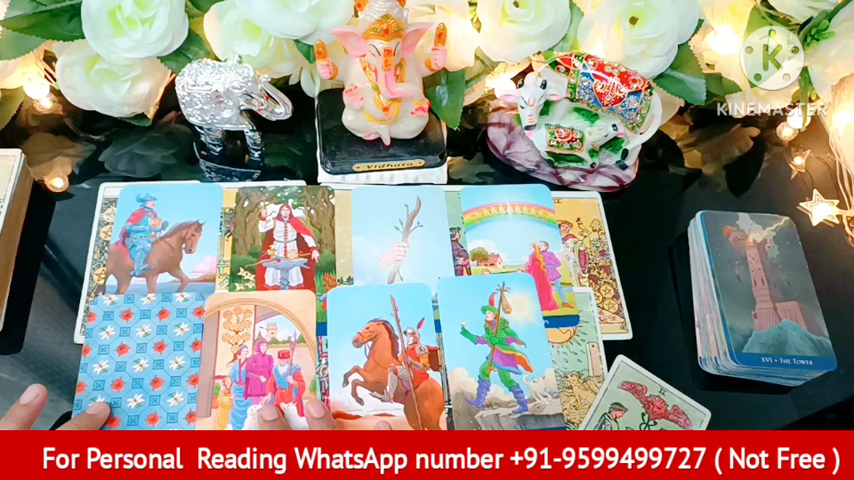 K
KINEMASTER
Vidhata
XVI • THE TOWER
For Personal Reading WhatsApp number +91-9599499727 ( Not Free )